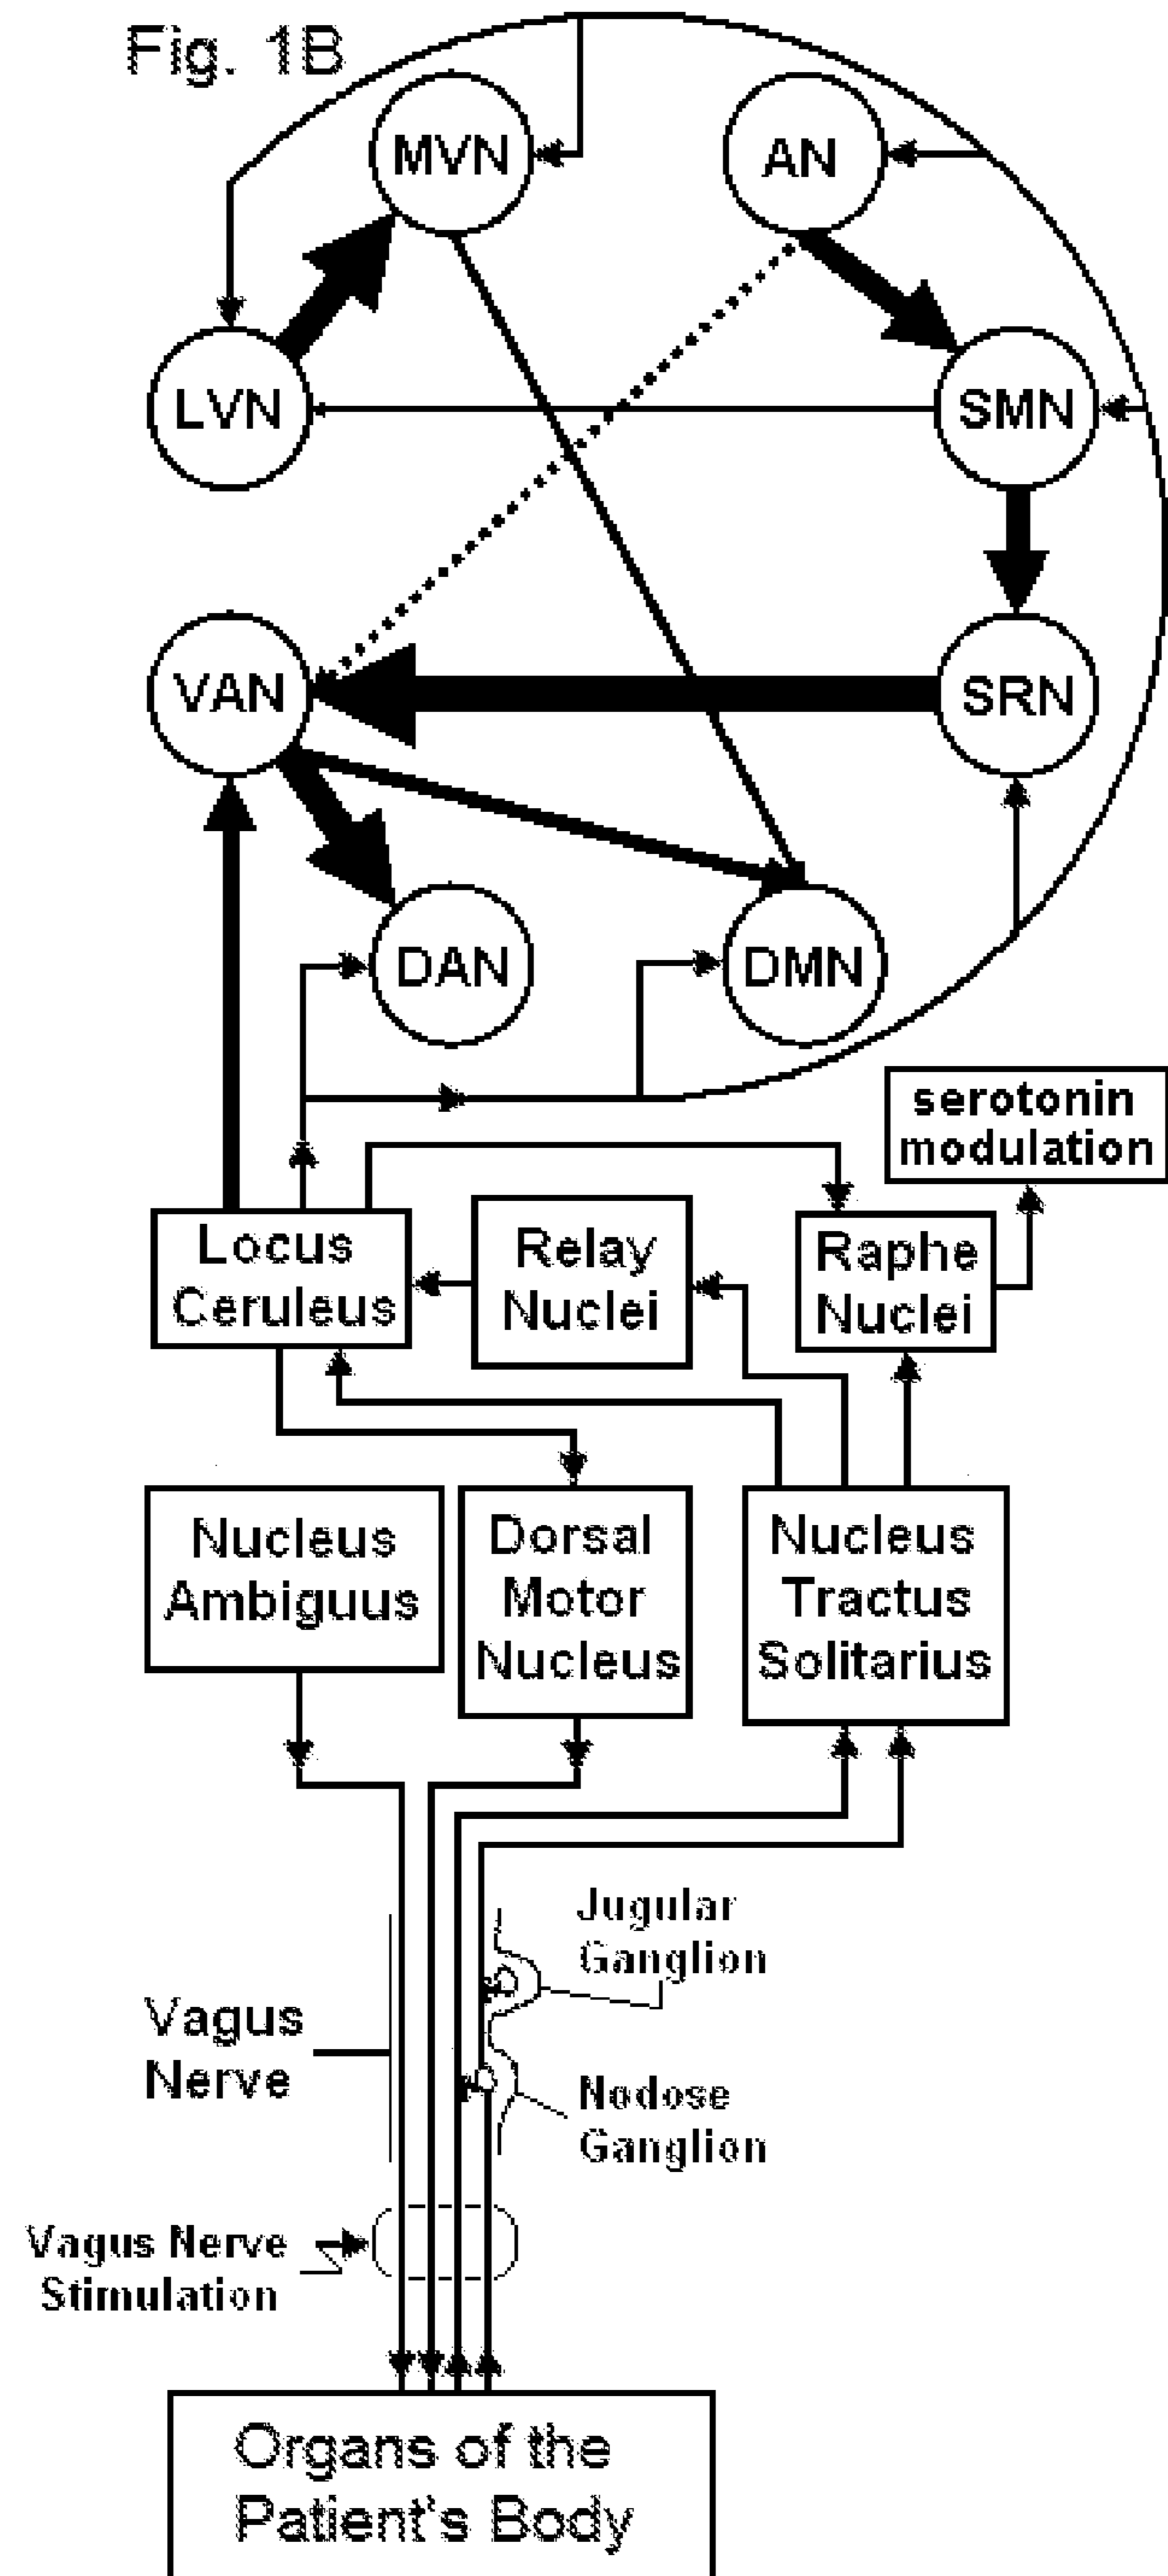 Fig. 1B
MVN
AN
LVN
SMN
VAN
SRN
DAN
DMN
serotonin
modulation
Locus
Ceruleus
Relay
Nuclei
Raphe
Nuclei
Nucleus
Ambiguus
Dorsal
Motor
Nucleus
Nucleus
Tractus
Solitarius
Jugular
Ganglion
Vagus
Nerve
Nodose
Ganglion
Vagus Nerve
Stimulation
Organs of the
Patient's Body